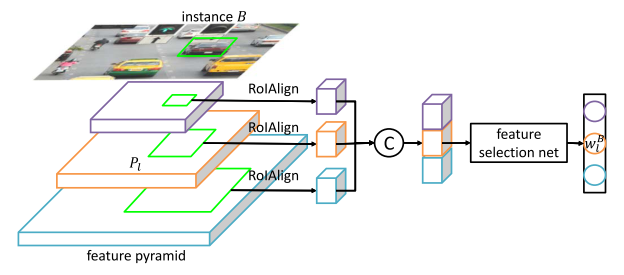 instance B
RoIAlign
RoIAlign
RoIAlign
P_l
C
feature
selection net
w_l^B
feature pyramid